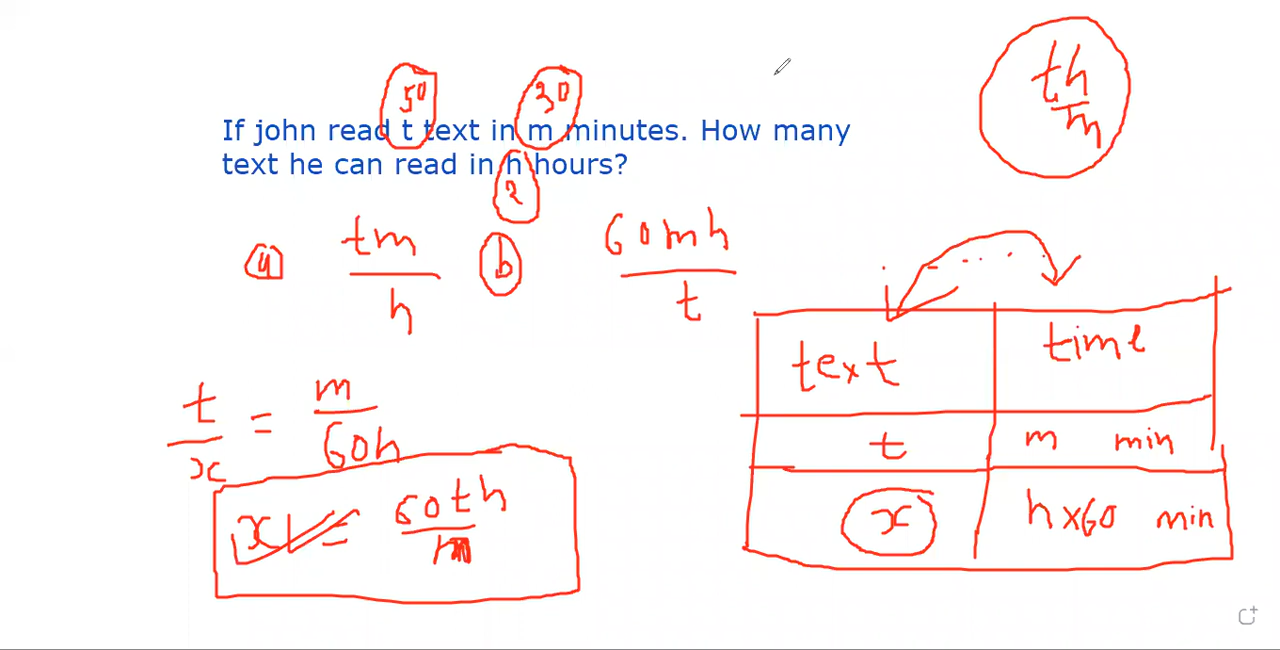 th
m
50 30
If john read t text in m minutes. How many
text he can read in h hours?
2
a tm/h b 60mh/t
text time
t/x = m/60h
t m min
x = 60th/m
x h x 60 min